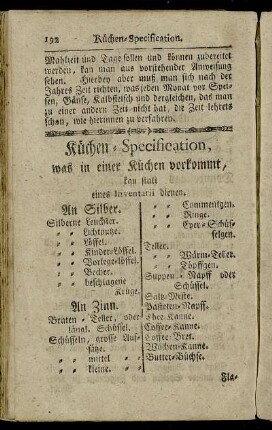 192 Küchen-Specification.
Mahlzeit und Tage sollen und können zubereitet
werden, kan man aus vorstehender Anweisung
sehen. Hierbey aber muß man sich nach der
Jahres Zeit richten, was jeden Monat vor Spei-
sen, Gänse, Kalbfleisch und dergleichen, das man
zu einer andern Zeit nicht hat, die Zeit lehrets
schon, wie hierinnen zu verfahren.
Küchen-Specification,
was in einer Küchen vorkommt,
kan statt
eines Inventarii dienen.
An Silber.
Silberne Leuchter.
" " Lichtputze.
" " Löffel.
" " Kinder-Löffel.
" " Vorlege-Löffel.
" " Becher.
" " beschlagene
Krüge.
An Zinn.
Braten-Teller, oder
längl. Schüssel.
Schüsseln, grosse Auf-
sätze.
" " mittel
" " kleine.
" " Commentgen.
" " Ringe.
" " Eyer-Schüs-
selgen.
Teller.
" " Wärm-Teller.
" " Töpffgen.
Suppen-Napff oder
Schüssel.
Saltz-Meste.
Pasteten-Napff.
Thee-Kanne.
Coffee-Kanne.
Coffee-Bret.
Wöchen-Kanne.
Butter-Büchse.
Fla-